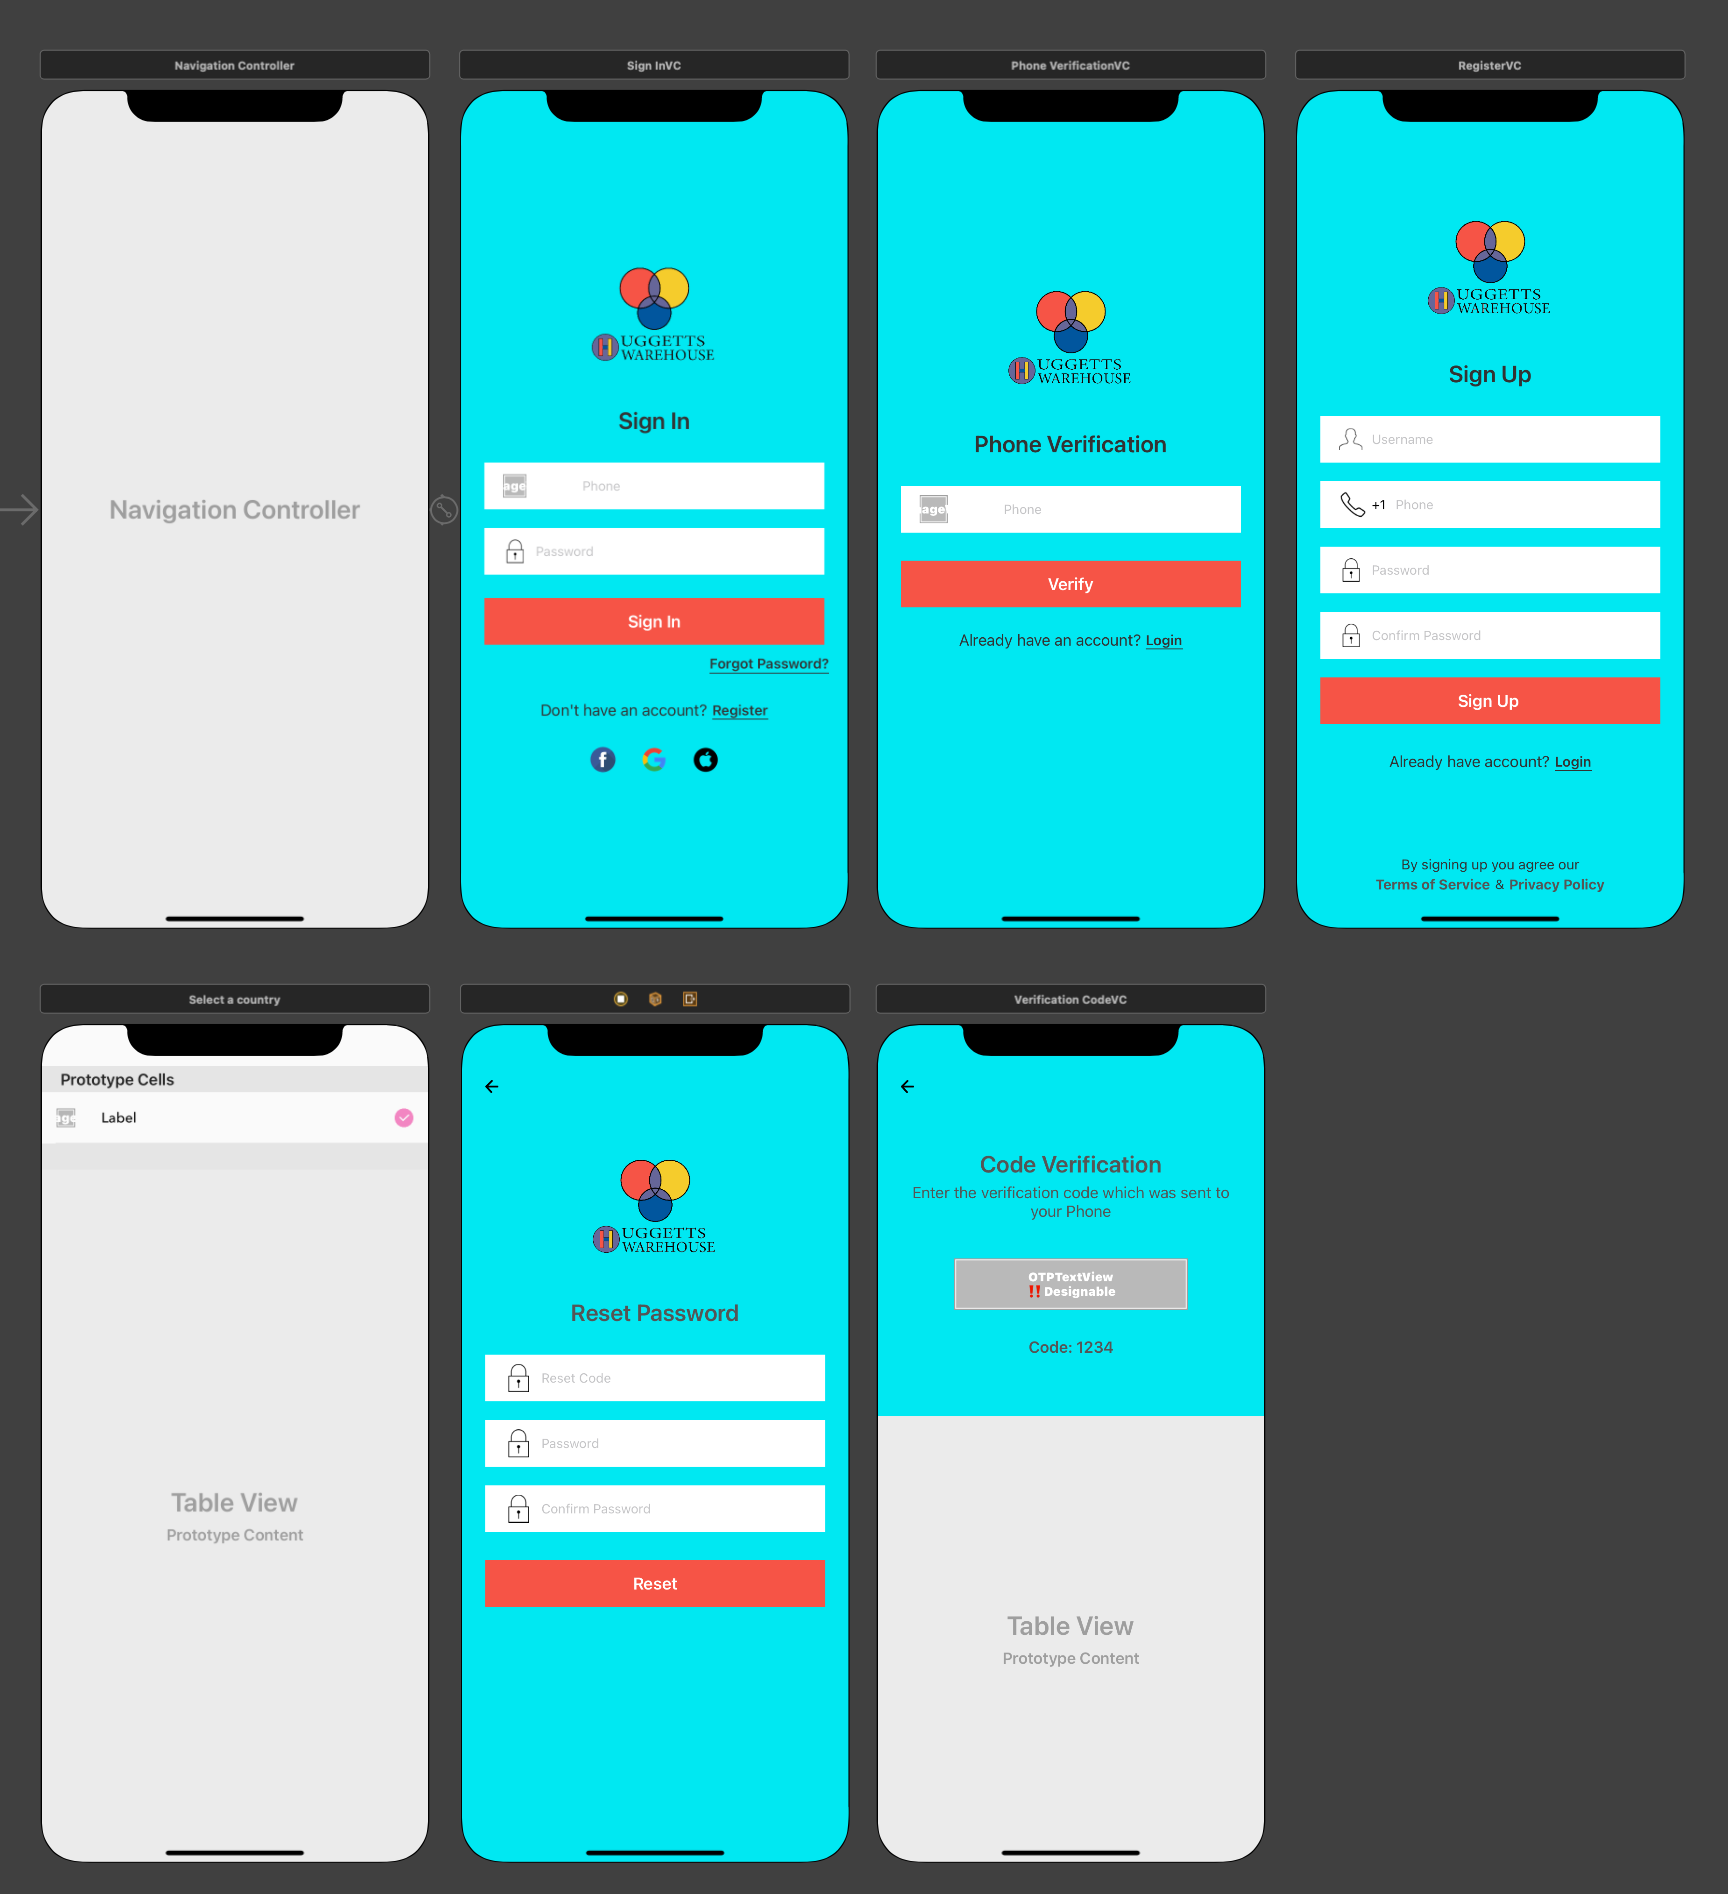 Navigation Controller
Navigation Controller
Sign InVC
H UGGETTS
WAREHOUSE
Sign In
age
Phone
Password
Sign In
Forgot Password?
Don't have an account? Register
Phone VerificationVC
H UGGETTS
WAREHOUSE
Phone Verification
age
Phone
Verify
Already have an account? Login
RegisterVC
H UGGETTS
WAREHOUSE
Sign Up
Username
+1 Phone
Password
Confirm Password
Sign Up
Already have account? Login
By signing up you agree our
Terms of Service & Privacy Policy
Select a country
Prototype Cells
age Label
Table View
Prototype Content
H UGGETTS
WAREHOUSE
Reset Password
Reset Code
Password
Confirm Password
Reset
Verification CodeVC
Code Verification
Enter the verification code which was sent to
your Phone
OTPTextView
‼ Designable
Code: 1234
Table View
Prototype Content